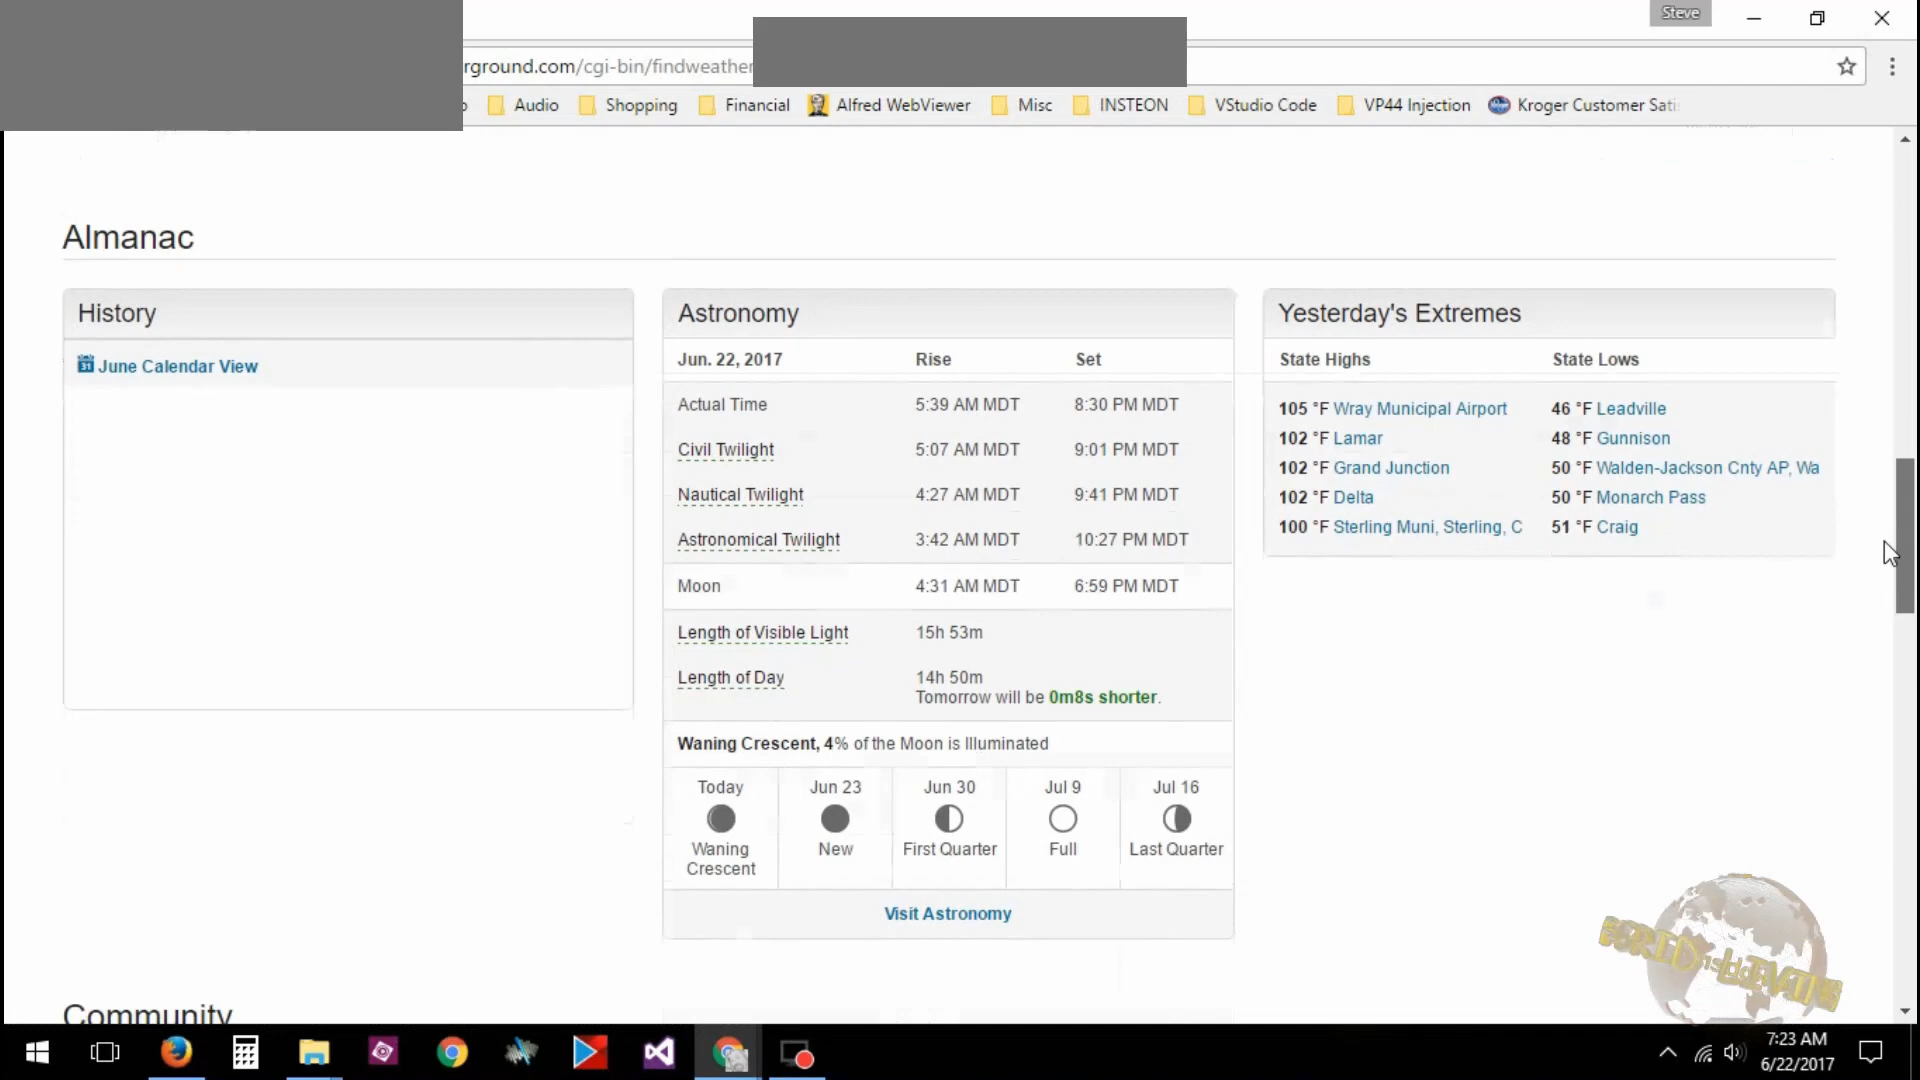 Steve
rground.com/cgi-bin/findweather
Audio Shopping Financial Alfred WebViewer Misc INSTEON VStudio Code VP44 Injection Kroger Customer Sati
Almanac
History
June Calendar View
Astronomy
Jun. 22, 2017 Rise Set
Actual Time 5:39 AM MDT 8:30 PM MDT
Civil Twilight 5:07 AM MDT 9:01 PM MDT
Nautical Twilight 4:27 AM MDT 9:41 PM MDT
Astronomical Twilight 3:42 AM MDT 10:27 PM MDT
Moon 4:31 AM MDT 6:59 PM MDT
Length of Visible Light 15h 53m
Length of Day 14h 50m
Tomorrow will be 0m8s shorter.
Waning Crescent, 4% of the Moon is Illuminated
Today Jun 23 Jun 30 Jul 9 Jul 16
Waning New First Quarter Full Last Quarter
Crescent
Visit Astronomy
Yesterday's Extremes
State Highs State Lows
105 °F Wray Municipal Airport 46 °F Leadville
102 °F Lamar 48 °F Gunnison
102 °F Grand Junction 50 °F Walden-Jackson Cnty AP, Wa
102 °F Delta 50 °F Monarch Pass
100 °F Sterling Muni, Sterling, C 51 °F Craig
Community
7:23 AM
6/22/2017